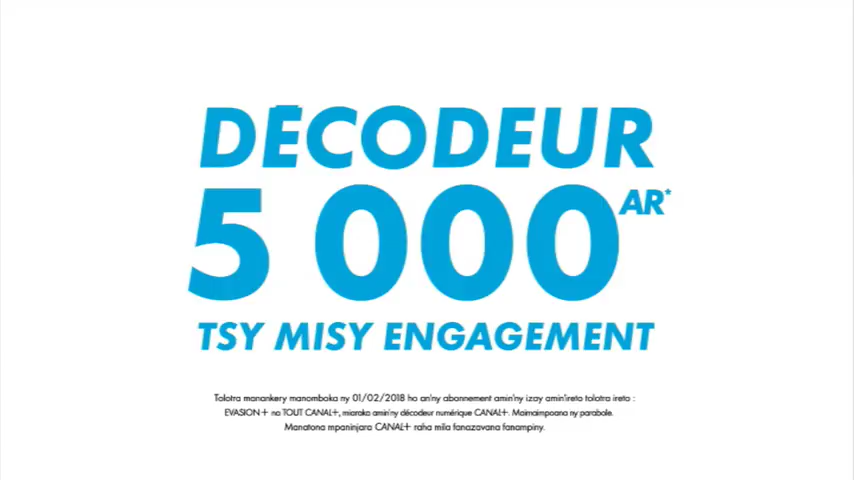 DÉCODEUR
5 000 AR*
TSY MISY ENGAGEMENT
Tolotra manankery manomboka ny 01/02/2018 ho an'ny abonnement amin'ny izay amin'ireto tolotra ireto :
EVASION+ na TOUT CANAL+, miaraka amin'ny décodeur numérique CANAL+. Maimaimpoana ny parabole.
Manatona mpaninjara CANAL+ raha mila fanazavana fanampiny.